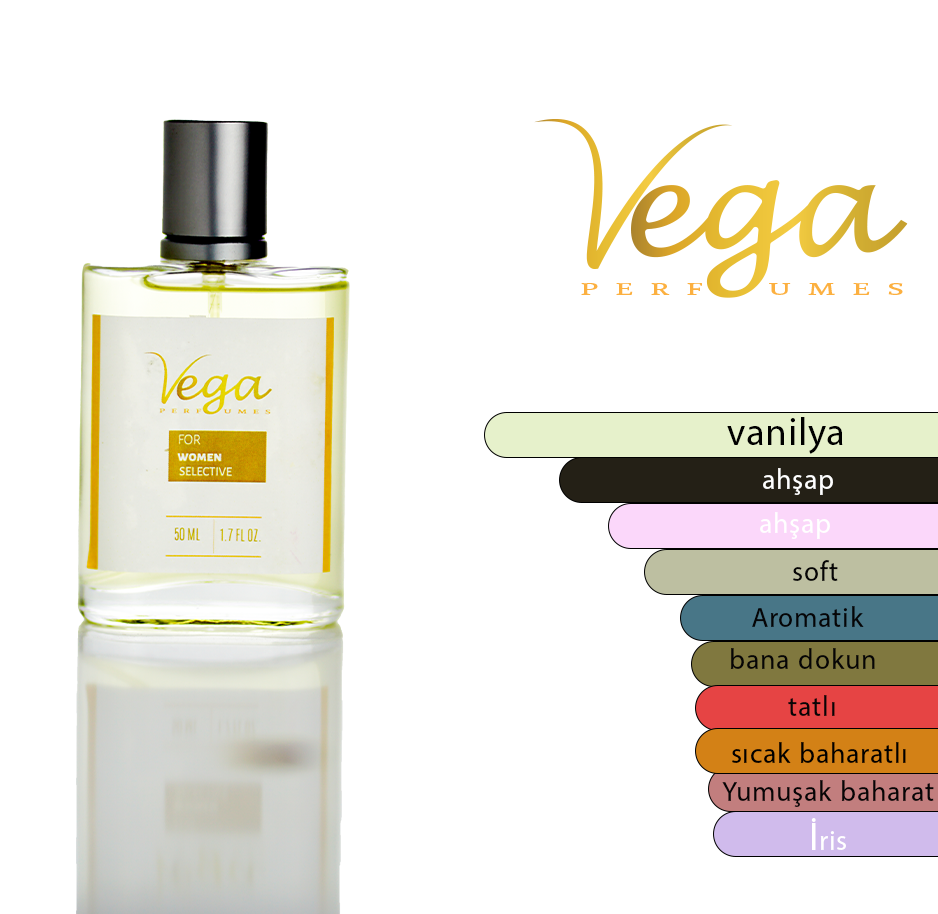 Vega
PERFUMES
Vega
PERFUMES
FOR
WOMEN
SELECTIVE
50 ML 1.7 FL OZ.
vanilya
ahşap
ahşap
soft
Aromatik
bana dokun
tatlı
sıcak baharatlı
Yumuşak baharat
İris